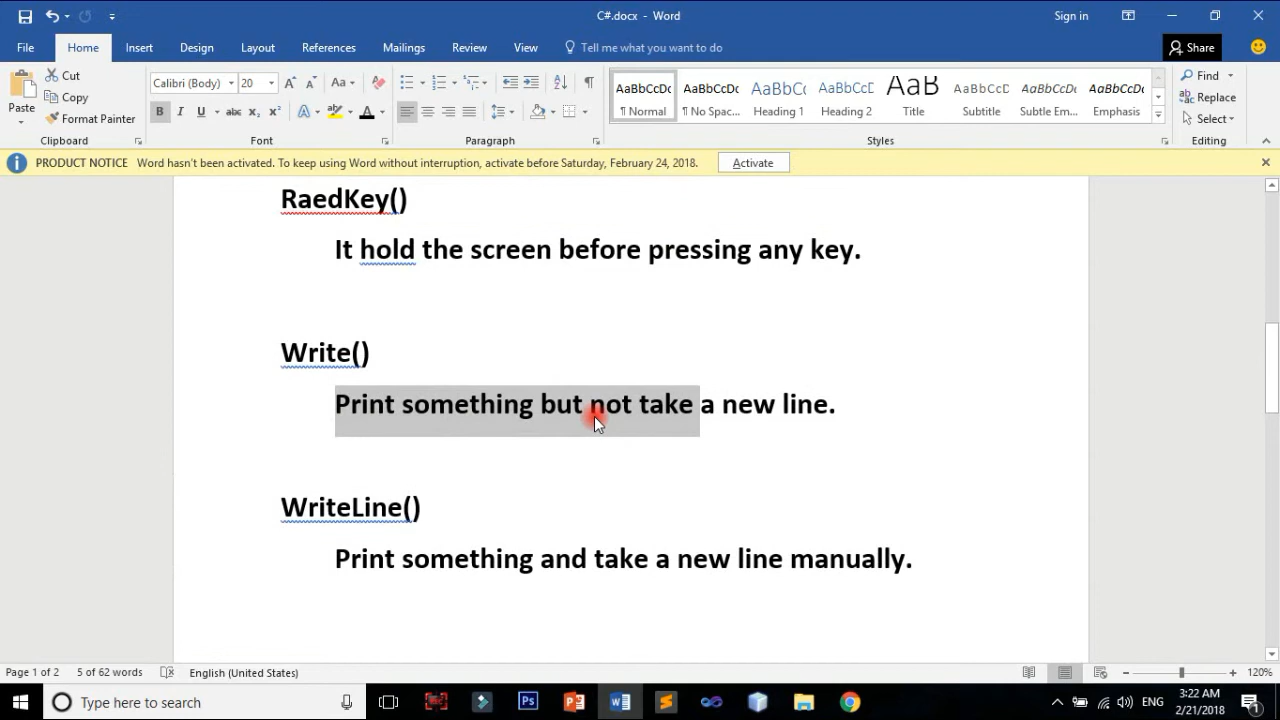 C#.docx - Word
Sign in
File Home Insert Design Layout References Mailings Review View Tell me what you want to do Share
Paste
Cut
Copy
Format Painter
Clipboard
Calibri (Body) 20 A A Aa
B I U abc x₂ x² A A
Font
Paragraph
AaBbCcDc AaBbCcDc AaBbCc AaBbCcD AaB AaBbCcD AaBbCcDc AaBbCcDc
¶ Normal ¶ No Spac... Heading 1 Heading 2 Title Subtitle Subtle Em... Emphasis
Styles
Find
Replace
Select
Editing
PRODUCT NOTICE Word hasn't been activated. To keep using Word without interruption, activate before Saturday, February 24, 2018. Activate
RaedKey()
It hold the screen before pressing any key.
Write()
Print something but not take a new line.
WriteLine()
Print something and take a new line manually.
Page 1 of 2 5 of 62 words English (United States) 120%
Type here to search
Ps
ENG
3:22 AM
2/21/2018